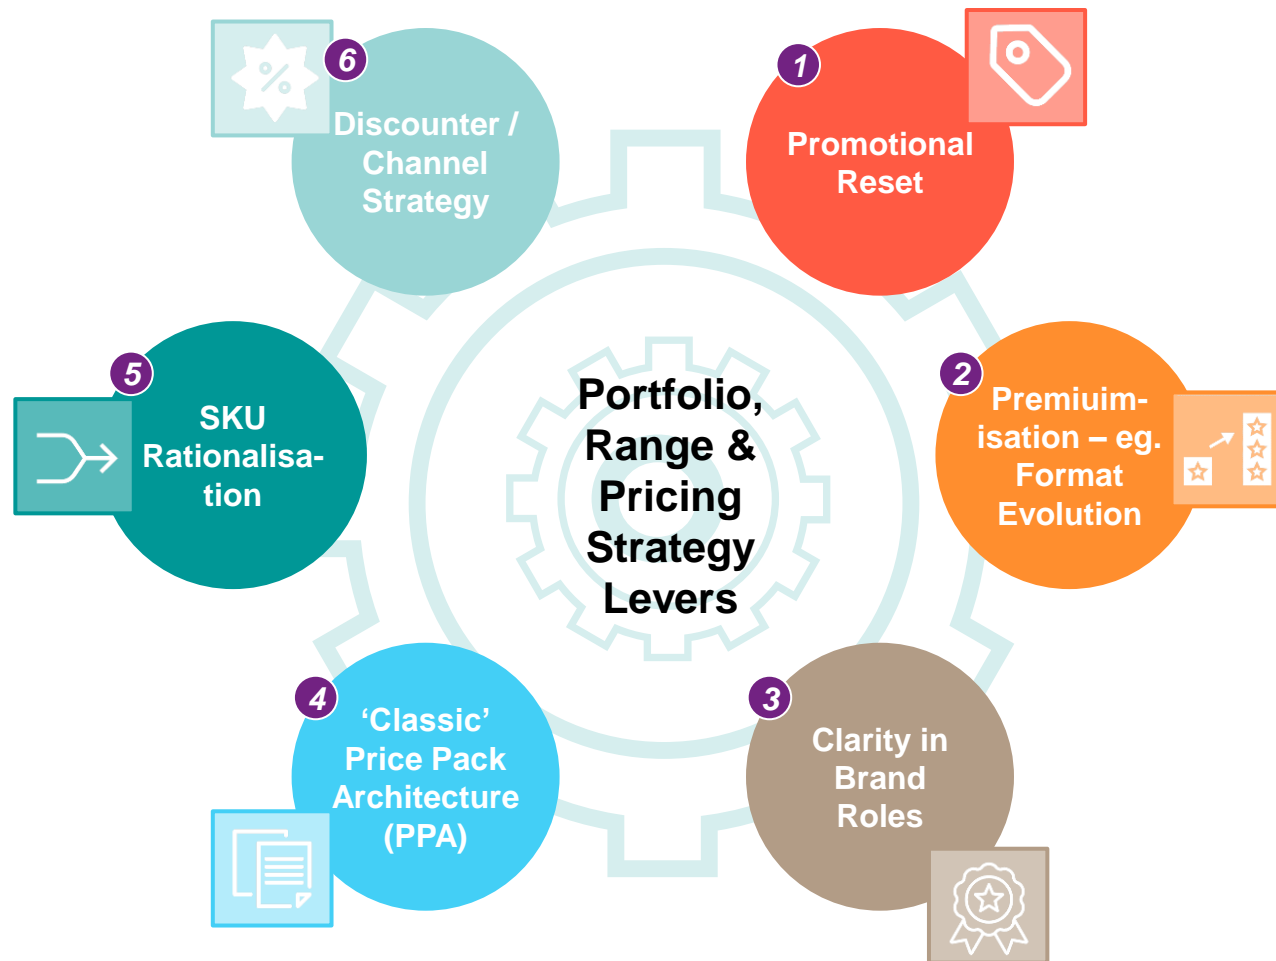 1
Promotional
Reset
2
Premiuim-
isation – eg.
Format
Evolution
3
Clarity in
Brand
Roles
4
‘Classic’
Price Pack
Architecture
(PPA)
5
SKU
Rationalisa-
tion
6
%
Discounter /
Channel
Strategy
Portfolio,
Range &
Pricing
Strategy
Levers